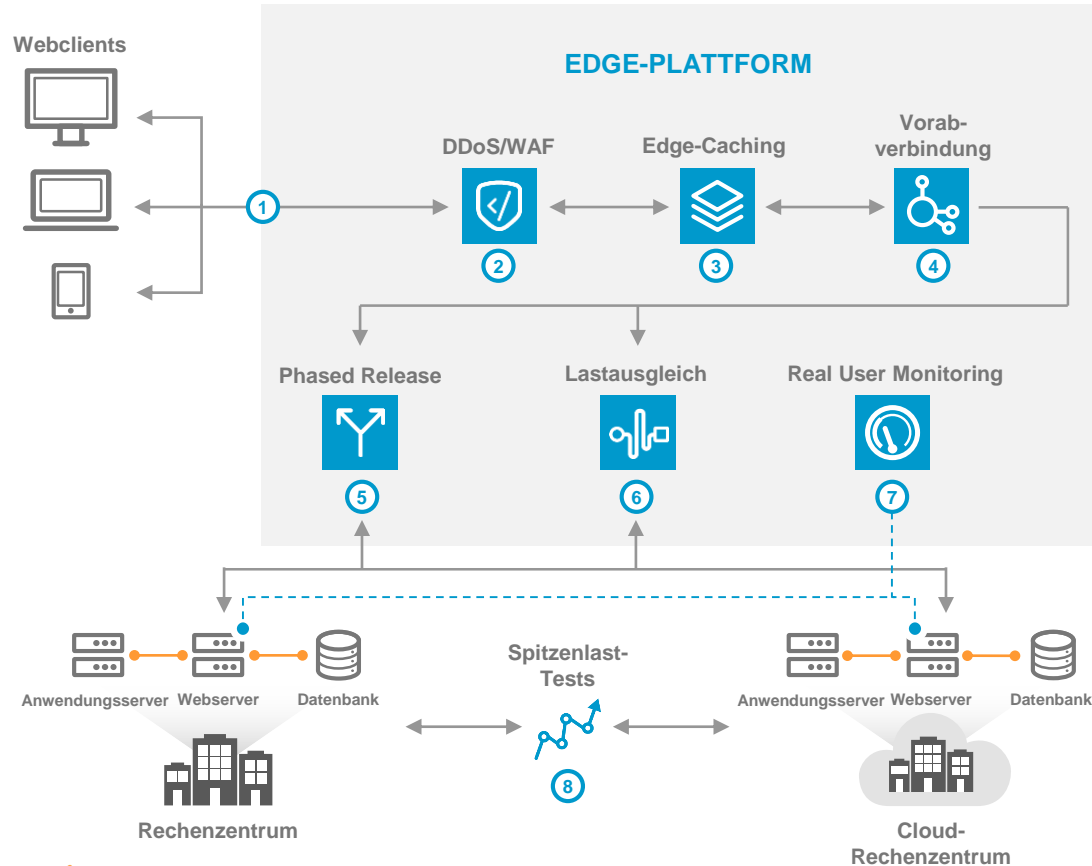 Webclients
EDGE-PLATTFORM
DDoS/WAF
Edge-Caching
Vorab-
verbindung
1
2
3
4
Phased Release
Lastausgleich
Real User Monitoring
5
6
7
Anwendungsserver
Webserver
Datenbank
Spitzenlast-
Tests
Anwendungsserver
Webserver
Datenbank
8
Rechenzentrum
Cloud-
Rechenzentrum